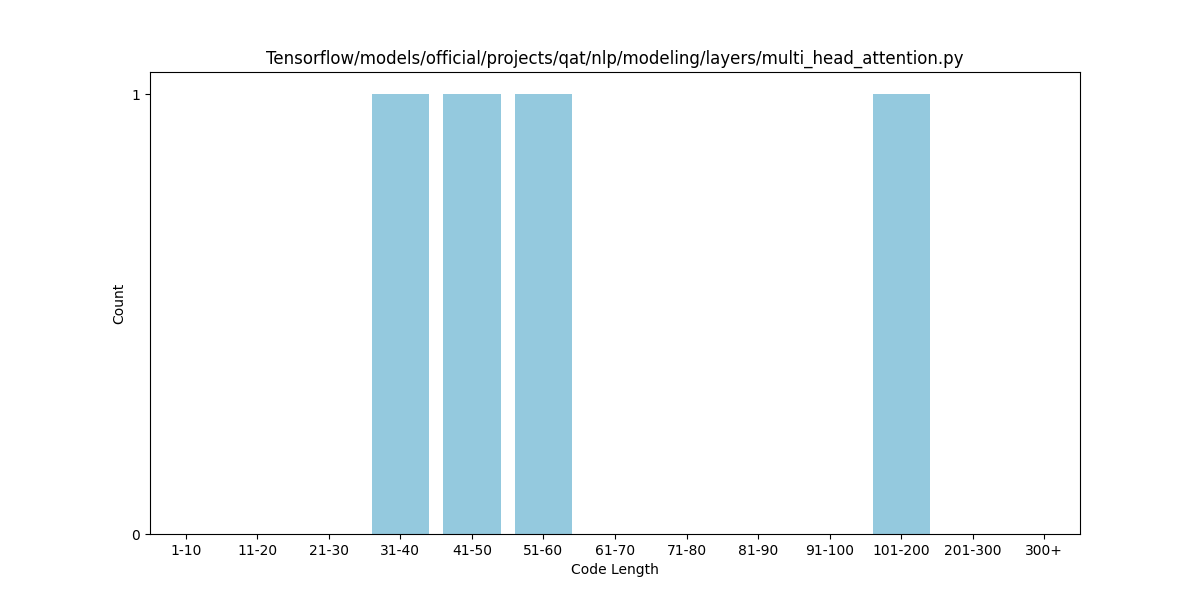 Tensorflow/models/official/projects/qat/nlp/modeling/layers/multi_head_attention.py
1
Count
0
1-10 11-20 21-30 31-40 41-50 51-60 61-70 71-80 81-90 91-100 101-200 201-300 300+
Code Length